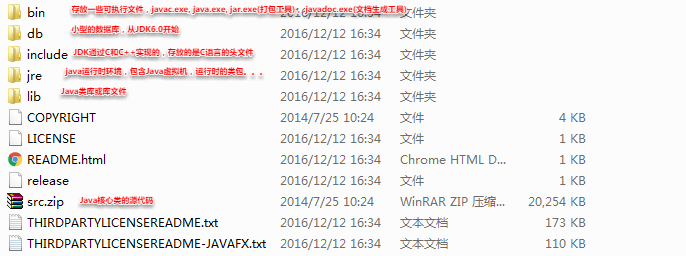 bin 存放一些可执行文件，javac.exe, java.exe, jar.exe(打包工具)，javadoc.exe(文档生成工具) 2016/12/12 16:34 文件夹
db 小型的数据库，从JDK6.0开始 2016/12/12 16:34 文件夹
include JDK通过C和C++实现的，存放的是C语言的头文件 2016/12/12 16:34 文件夹
jre java运行时环境，包含Java虚拟机，运行时的类包。。。 2016/12/12 16:34 文件夹
lib Java类库或库文件 2016/12/12 16:34 文件夹
COPYRIGHT 2014/7/25 10:24 文件 4 KB
LICENSE 2016/12/12 16:34 文件 1 KB
README.html 2016/12/12 16:34 Chrome HTML D... 1 KB
release 2016/12/12 16:34 文件 1 KB
src.zip Java核心类的源代码 2014/7/25 10:24 WinRAR ZIP 压缩... 20,254 KB
THIRDPARTYLICENSEREADME.txt 2016/12/12 16:34 文本文档 173 KB
THIRDPARTYLICENSEREADME-JAVAFX.txt 2016/12/12 16:34 文本文档 110 KB